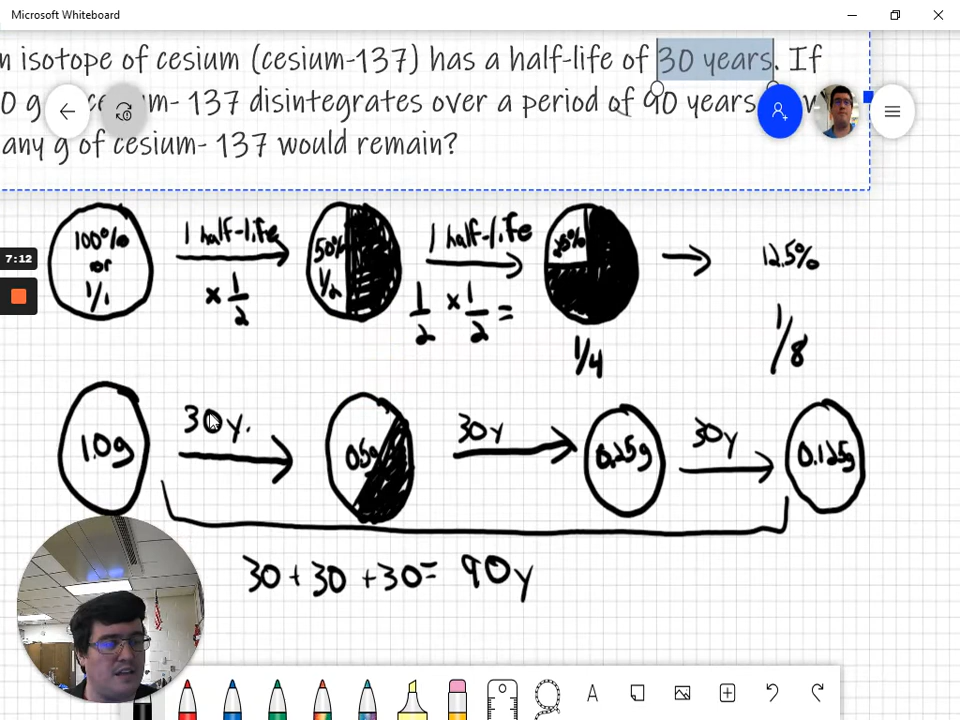 Microsoft Whiteboard
n isotope of cesium (cesium-137) has a half-life of 30 years. If
0 g m- 137 disintegrates over a period of 90 years
any g of cesium- 137 would remain?
100% or 1/1
1 half-life
× 1/2
50% 1/2
1 half-life
1/2 × 1/2 =
1/4
12.5%
1/8
7:12
1.0g
30y.
0.5g
30y
0.25g
30y
0.125g
30 + 30 + 30 = 90y
A